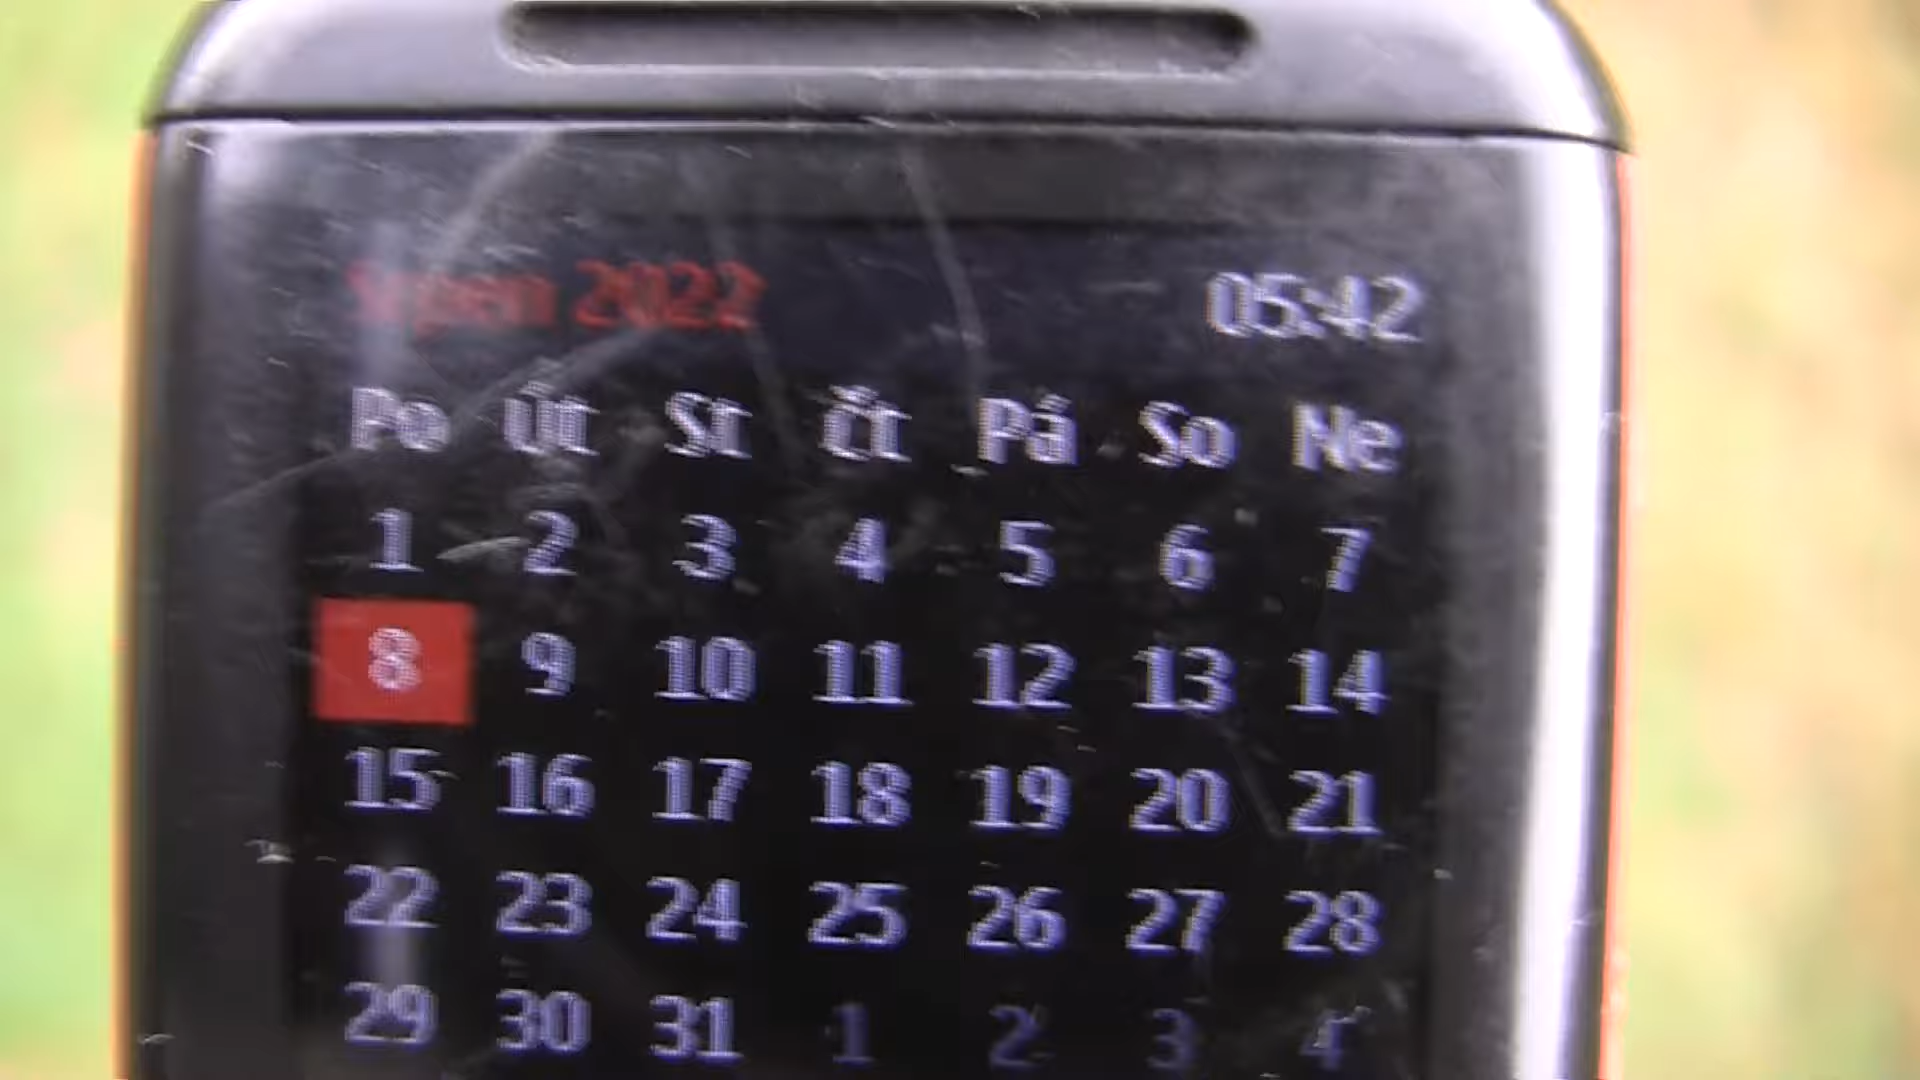 Srpen 2022 05:42
Po Út St Čt Pá So Ne
1 2 3 4 5 6 7
8 9 10 11 12 13 14
15 16 17 18 19 20 21
22 23 24 25 26 27 28
29 30 31 1 2 3 4